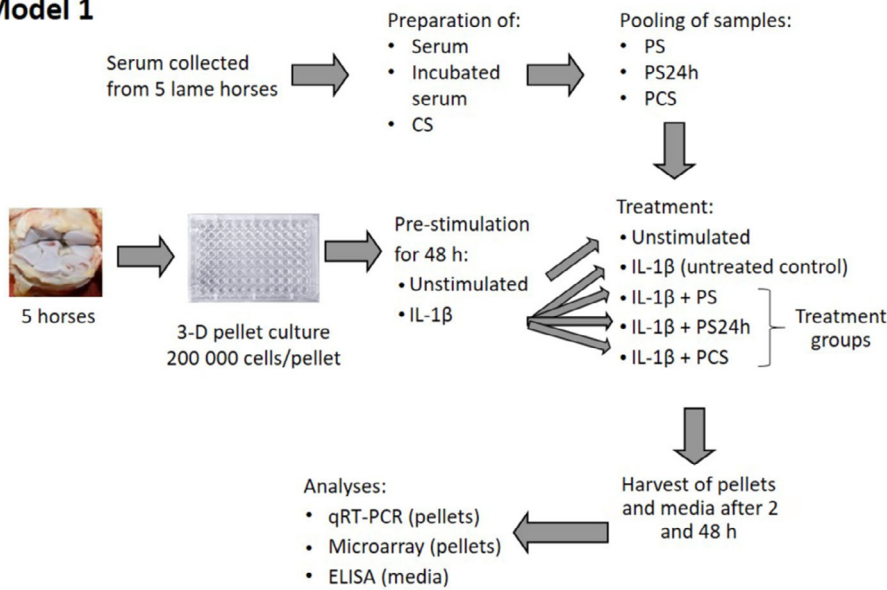 Model 1
Serum collected
from 5 lame horses
Preparation of:
• Serum
• Incubated
serum
• CS
Pooling of samples:
• PS
• PS24h
• PCS
5 horses
3-D pellet culture
200 000 cells/pellet
Pre-stimulation
for 48 h:
• Unstimulated
• IL-1β
Treatment:
• Unstimulated
• IL-1β (untreated control)
• IL-1β + PS
• IL-1β + PS24h
• IL-1β + PCS
Treatment
groups
Harvest of pellets
and media after 2
and 48 h
Analyses:
• qRT-PCR (pellets)
• Microarray (pellets)
• ELISA (media)